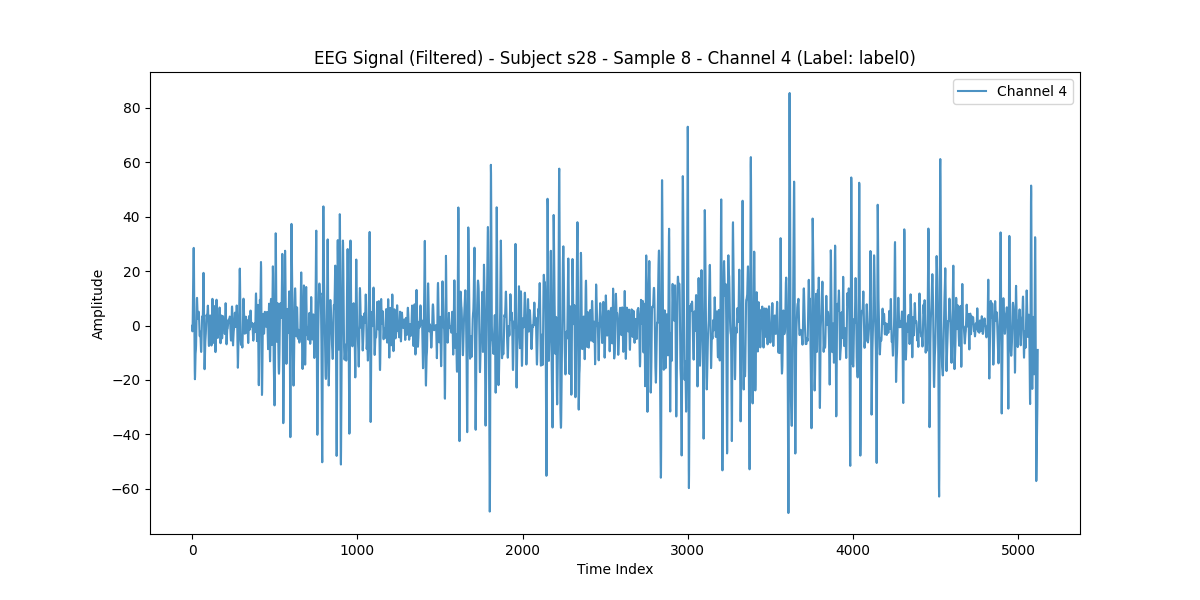 EEG Signal (Filtered) - Subject s28 - Sample 8 - Channel 4 (Label: label0)
Channel 4
80
60
40
20
0
−20
−40
−60
Amplitude
0 1000 2000 3000 4000 5000
Time Index